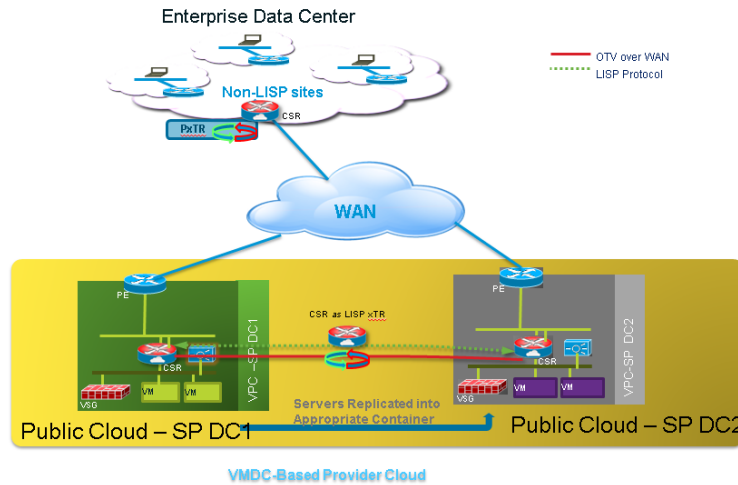 Enterprise Data Center
OTV over WAN
LISP Protocol
Non-LISP sites
CSR
PxTR
WAN
PE
PE
CSR as LISP xTR
VPC –SP DC1
VPC-SP DC2
CSR
CSR
VSG
VM
VM
VSG
VM
VM
Servers Replicated into
Appropriate Container
Public Cloud – SP DC1
Public Cloud – SP DC2
VMDC-Based Provider Cloud